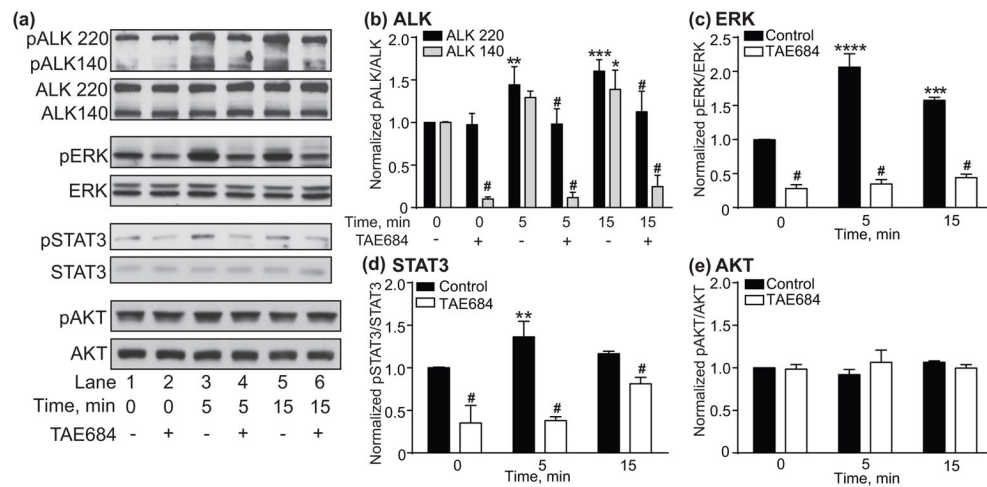 (a)
pALK 220
pALK140
ALK 220
ALK140
pERK
ERK
pSTAT3
STAT3
pAKT
AKT
Lane 1 2 3 4 5 6
Time, min 0 0 5 5 15 15
TAE684 - + - + - +
(b) ALK
ALK 220
ALK 140
Normalized pALK/ALK
2.0
1.5
1.0
0.5
0
** *** * # # # # #
Time, min 0 0 5 5 15 15
TAE684 - + - + - +
(c) ERK
Control
TAE684
Normalized pERK/ERK
2.5
2.0
1.5
1.0
0.5
0
**** *** # # #
0 5 15
Time, min
(d) STAT3
Control
TAE684
Normalized pSTAT3/STAT3
2.0
1.5
1.0
0.5
0
** # # #
0 5 15
Time, min
(e) AKT
Control
TAE684
Normalized pAKT/AKT
2.0
1.5
1.0
0.5
0
0 5 15
Time, min